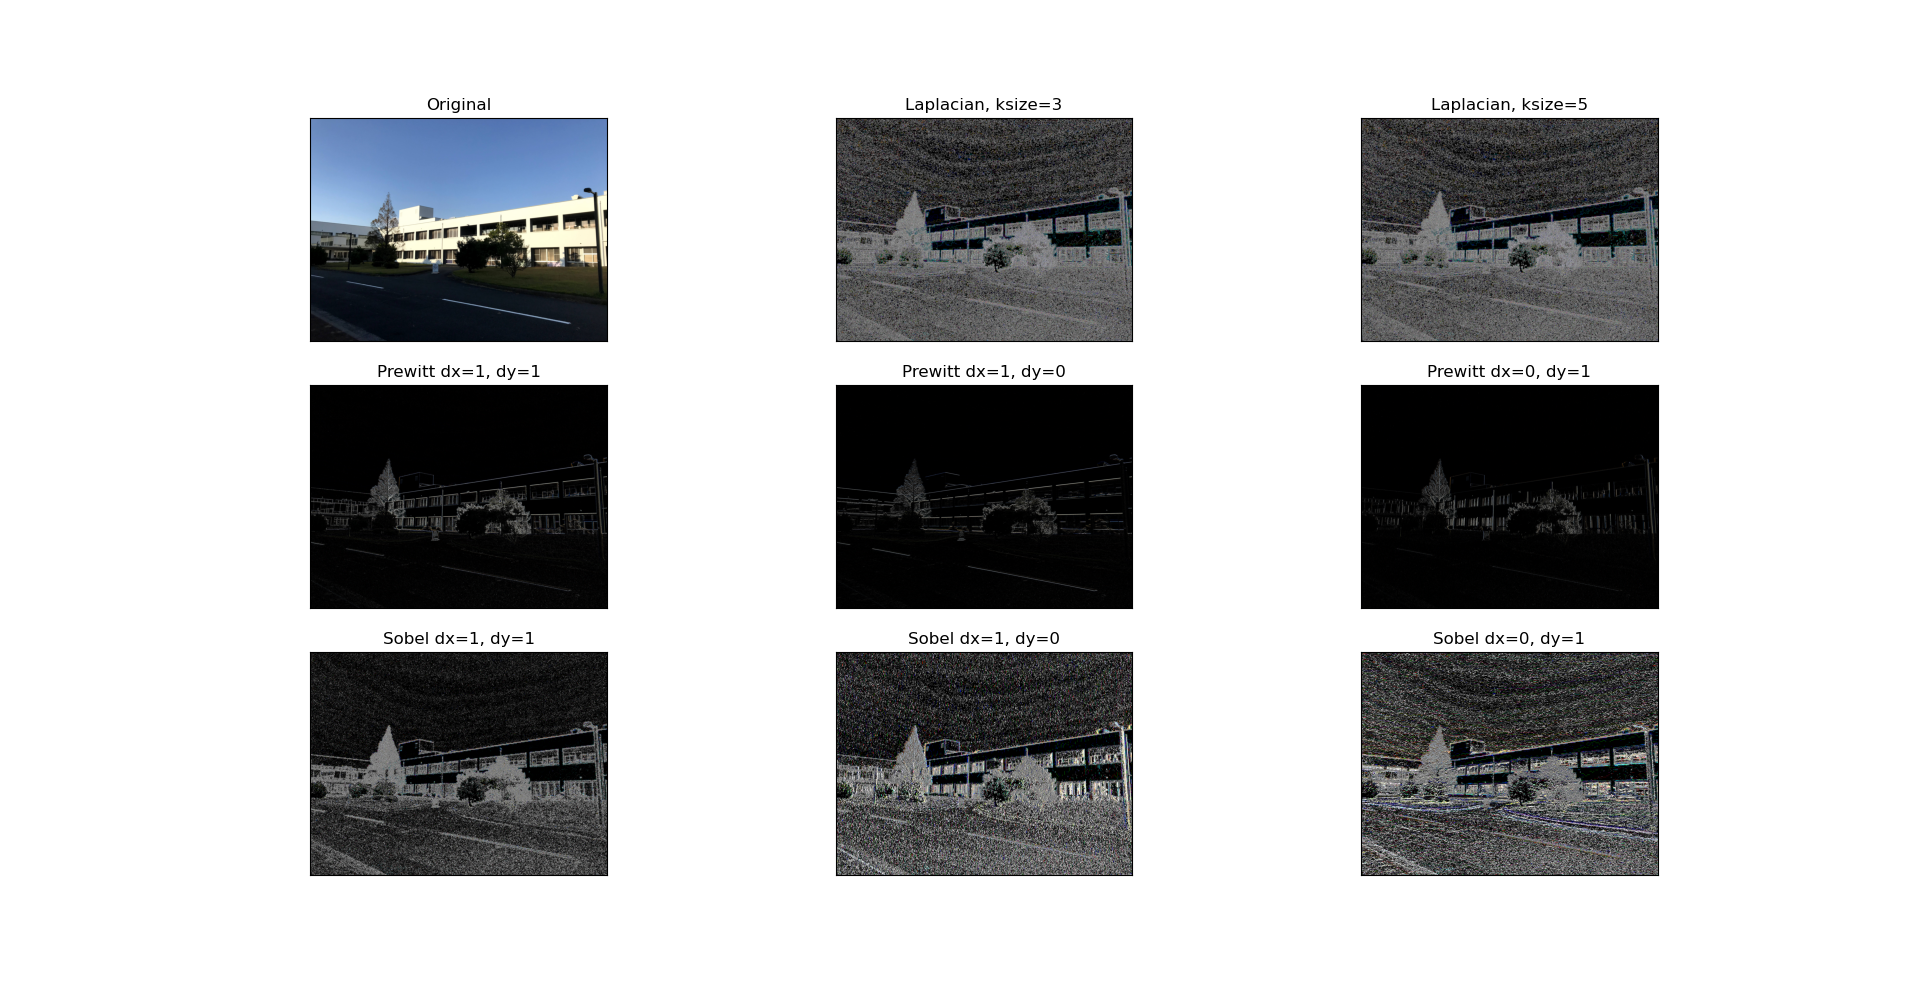 Original
Laplacian, ksize=3
Laplacian, ksize=5
Prewitt dx=1, dy=1
Prewitt dx=1, dy=0
Prewitt dx=0, dy=1
Sobel dx=1, dy=1
Sobel dx=1, dy=0
Sobel dx=0, dy=1